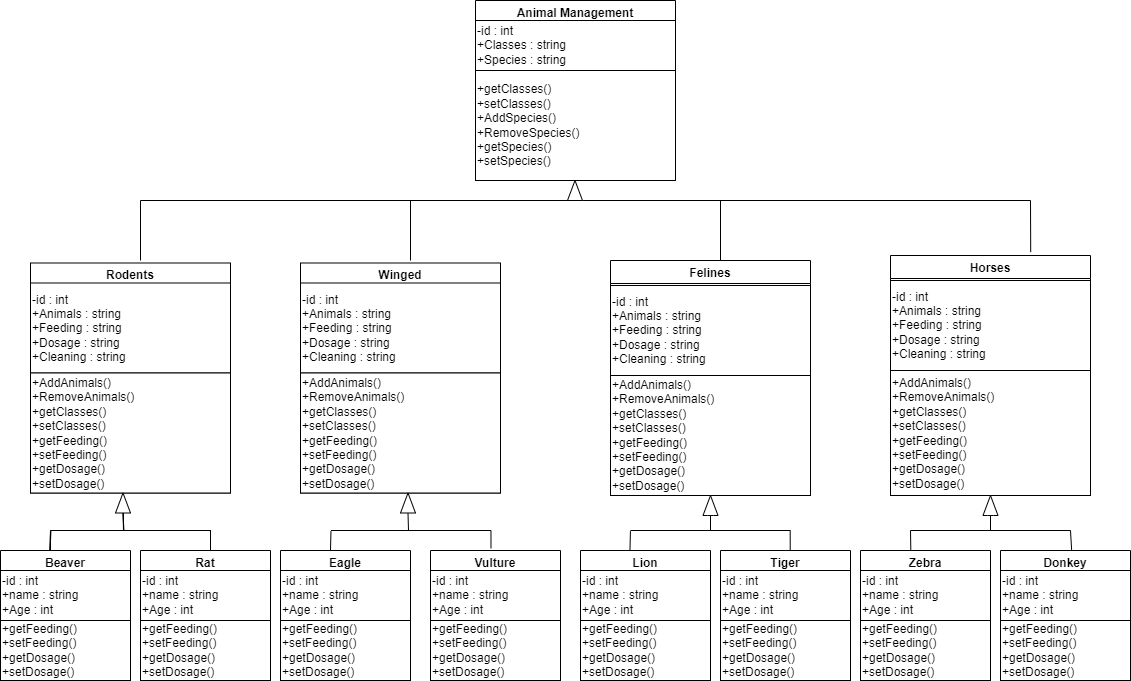 Animal Management
-id : int
+Classes : string
+Species : string
+getClasses()
+setClasses()
+AddSpecies()
+RemoveSpecies()
+getSpecies()
+setSpecies()
Rodents
-id : int
+Animals : string
+Feeding : string
+Dosage : string
+Cleaning : string
+AddAnimals()
+RemoveAnimals()
+getClasses()
+setClasses()
+getFeeding()
+setFeeding()
+getDosage()
+setDosage()
Winged
-id : int
+Animals : string
+Feeding : string
+Dosage : string
+Cleaning : string
+AddAnimals()
+RemoveAnimals()
+getClasses()
+setClasses()
+getFeeding()
+setFeeding()
+getDosage()
+setDosage()
Felines
-id : int
+Animals : string
+Feeding : string
+Dosage : string
+Cleaning : string
+AddAnimals()
+RemoveAnimals()
+getClasses()
+setClasses()
+getFeeding()
+setFeeding()
+getDosage()
+setDosage()
Horses
-id : int
+Animals : string
+Feeding : string
+Dosage : string
+Cleaning : string
+AddAnimals()
+RemoveAnimals()
+getClasses()
+setClasses()
+getFeeding()
+setFeeding()
+getDosage()
+setDosage()
Beaver
-id : int
+name : string
+Age : int
+getFeeding()
+setFeeding()
+getDosage()
+setDosage()
Rat
-id : int
+name : string
+Age : int
+getFeeding()
+setFeeding()
+getDosage()
+setDosage()
Eagle
-id : int
+name : string
+Age : int
+getFeeding()
+setFeeding()
+getDosage()
+setDosage()
Vulture
-id : int
+name : string
+Age : int
+getFeeding()
+setFeeding()
+getDosage()
+setDosage()
Lion
-id : int
+name : string
+Age : int
+getFeeding()
+setFeeding()
+getDosage()
+setDosage()
Tiger
-id : int
+name : string
+Age : int
+getFeeding()
+setFeeding()
+getDosage()
+setDosage()
Zebra
-id : int
+name : string
+Age : int
+getFeeding()
+setFeeding()
+getDosage()
+setDosage()
Donkey
-id : int
+name : string
+Age : int
+getFeeding()
+setFeeding()
+getDosage()
+setDosage()